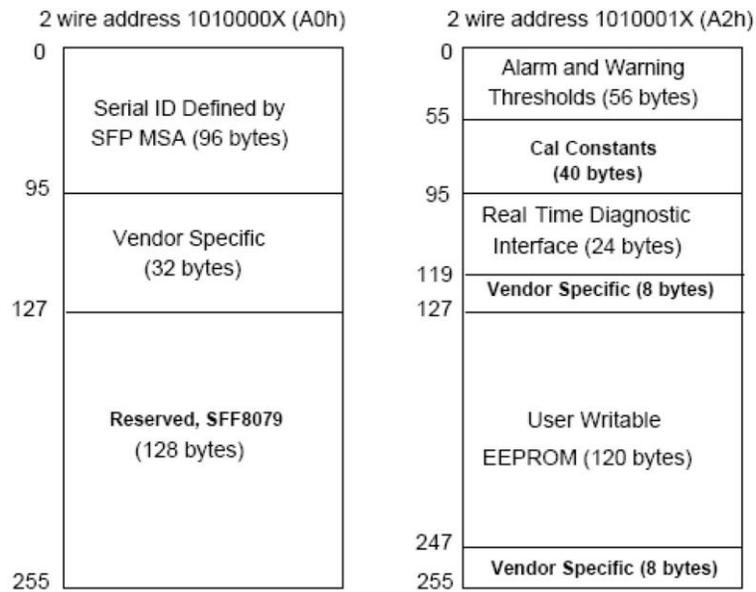 2 wire address 1010000X (A0h)
0
Serial ID Defined by
SFP MSA (96 bytes)
95
Vendor Specific
(32 bytes)
127
Reserved, SFF8079
(128 bytes)
255
2 wire address 1010001X (A2h)
0
Alarm and Warning
Thresholds (56 bytes)
55
Cal Constants
(40 bytes)
95
Real Time Diagnostic
Interface (24 bytes)
119
Vendor Specific (8 bytes)
127
User Writable
EEPROM (120 bytes)
247
Vendor Specific (8 bytes)
255